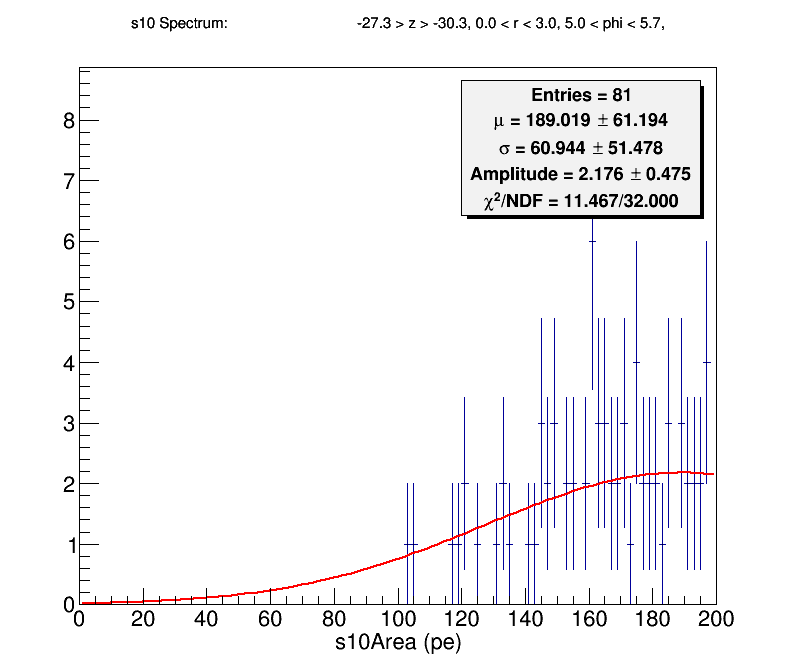 s10 Spectrum: -27.3 > z > -30.3, 0.0 < r < 3.0, 5.0 < phi < 5.7,
Entries = 81
μ = 189.019 ± 61.194
σ = 60.944 ± 51.478
Amplitude = 2.176 ± 0.475
χ²/NDF = 11.467/32.000
8
7
6
5
4
3
2
1
0
0 20 40 60 80 100 120 140 160 180 200
s10Area (pe)